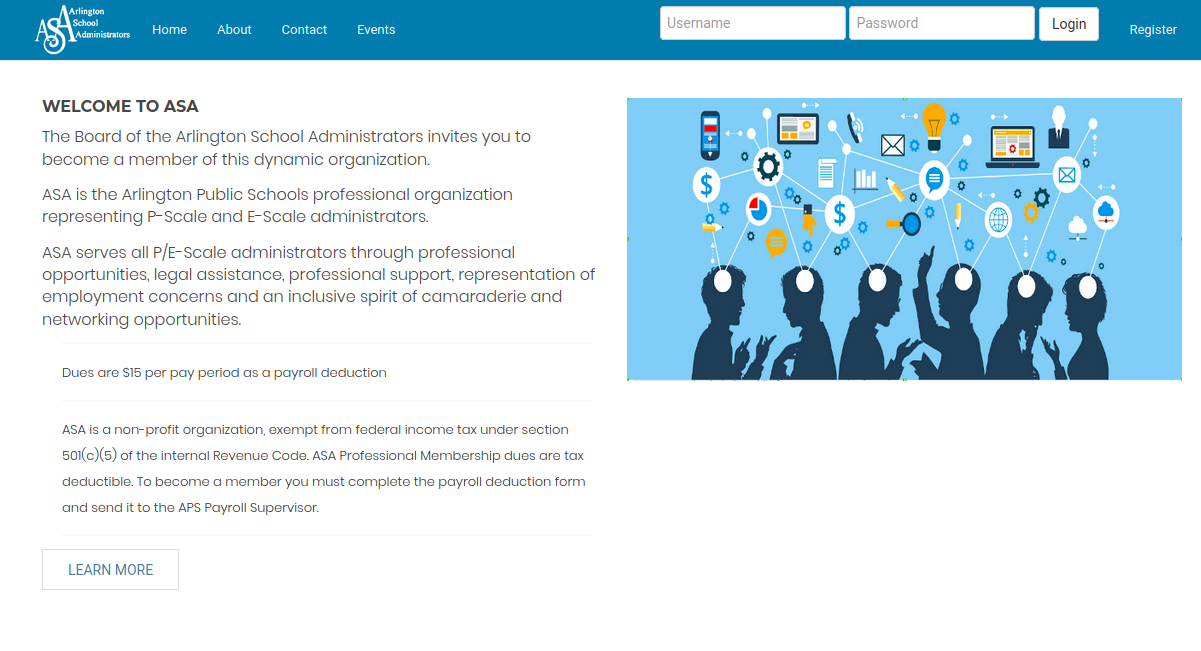 Arlington
School
ASA Administrators
Home About Contact Events
Username Password Login Register
WELCOME TO ASA
The Board of the Arlington School Administrators invites you to
become a member of this dynamic organization.
ASA is the Arlington Public Schools professional organization
representing P-Scale and E-Scale administrators.
ASA serves all P/E-Scale administrators through professional
opportunities, legal assistance, professional support, representation of
employment concerns and an inclusive spirit of camaraderie and
networking opportunities.
Dues are $15 per pay period as a payroll deduction
ASA is a non-profit organization, exempt from federal income tax under section
501(c)(5) of the internal Revenue Code. ASA Professional Membership dues are tax
deductible. To become a member you must complete the payroll deduction form
and send it to the APS Payroll Supervisor.
LEARN MORE
$
$